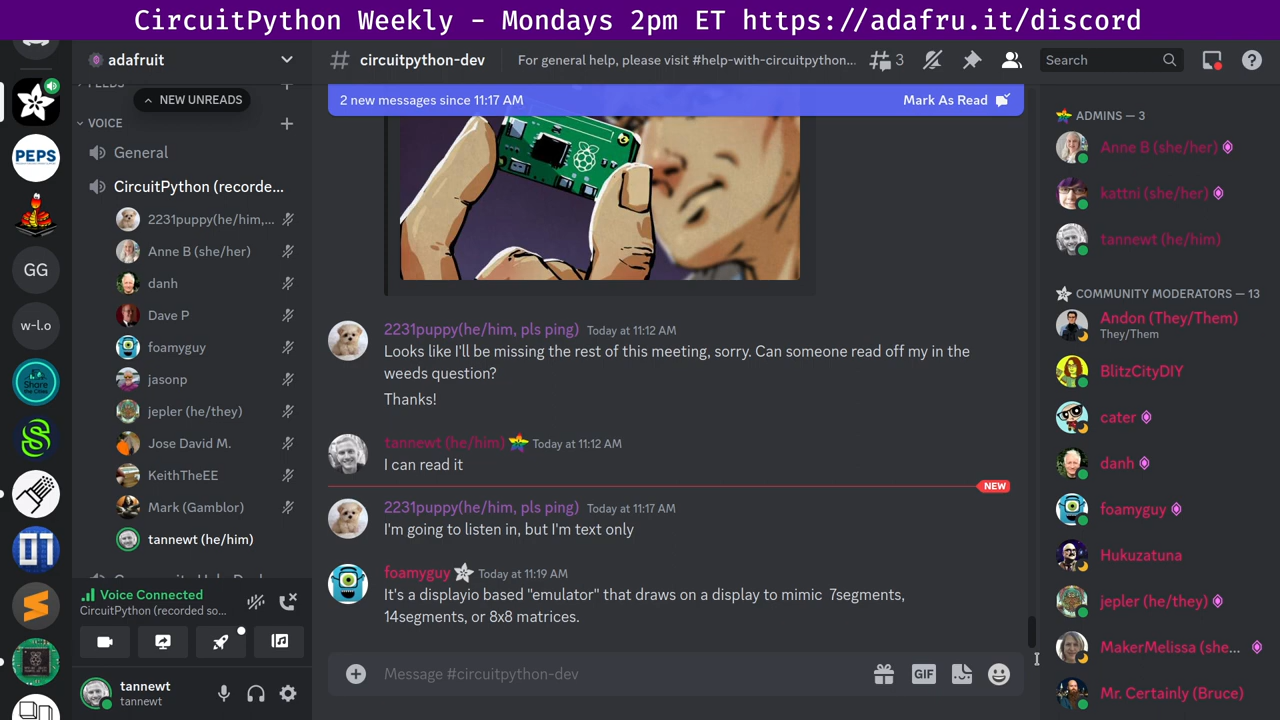 CircuitPython Weekly - Mondays 2pm ET https://adafru.it/discord
adafruit
NEW UNREADS
VOICE
General
CircuitPython (recorde...
2231puppy(he/him,...
Anne B (she/her)
danh
Dave P
foamyguy
jasonp
jepler (he/they)
Jose David M.
KeithTheEE
Mark (Gamblor)
tannewt (he/him)
Voice Connected
CircuitPython (recorded so...
tannewt
tannewt
PEPS
GG
w-l.o
Share
circuitpython-dev
For general help, please visit #help-with-circuitpython...
3
Search
2 new messages since 11:17 AM
Mark As Read
2231puppy(he/him, pls ping) Today at 11:12 AM
Looks like I'll be missing the rest of this meeting, sorry. Can someone read off my in the
weeds question?
Thanks!
tannewt (he/him) Today at 11:12 AM
I can read it
NEW
2231puppy(he/him, pls ping) Today at 11:17 AM
I'm going to listen in, but I'm text only
foamyguy Today at 11:19 AM
It's a displayio based "emulator" that draws on a display to mimic 7segments,
14segments, or 8x8 matrices.
Message #circuitpython-dev
GIF
ADMINS — 3
Anne B (she/her)
kattni (she/her)
tannewt (he/him)
COMMUNITY MODERATORS — 13
Andon (They/Them)
They/Them
BlitzCityDIY
cater
danh
foamyguy
Hukuzatuna
jepler (he/they)
MakerMelissa (she...
Mr. Certainly (Bruce)